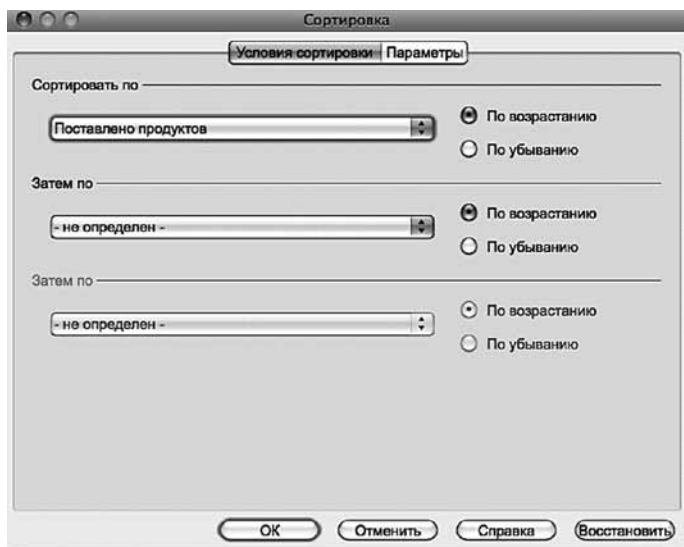 Сортировка
Условия сортировки Параметры
Сортировать по
Поставлено продуктов
По возрастанию
По убыванию
Затем по
- не определен -
По возрастанию
По убыванию
Затем по
- не определен -
По возрастанию
По убыванию
ОК Отменить Справка Восстановить